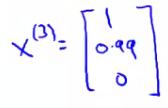 x^(3) = [1
0.99
0]